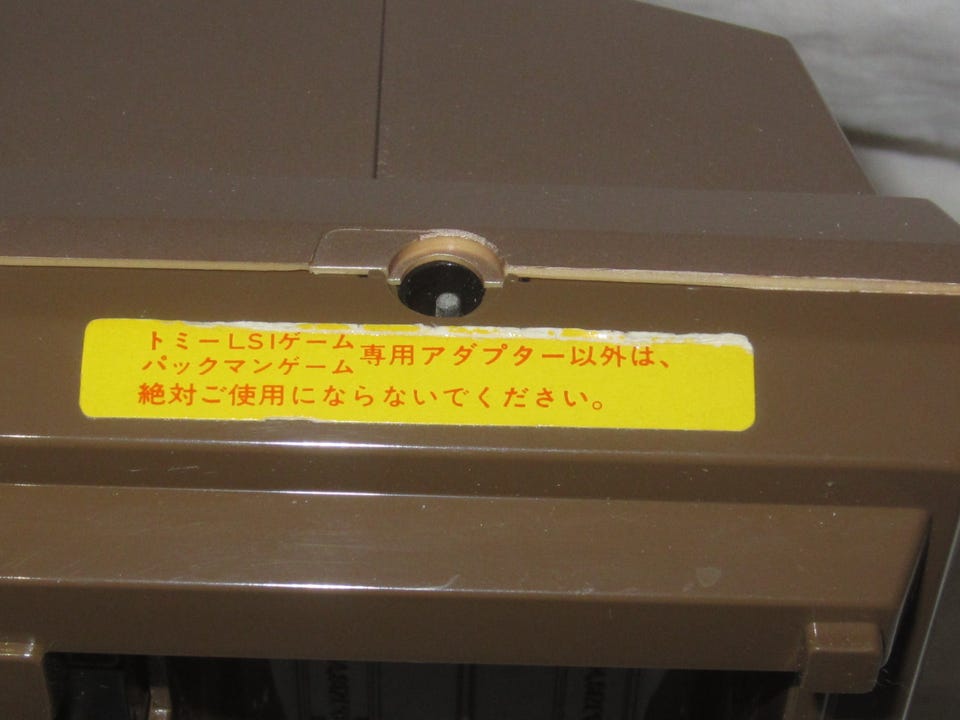 トミーLSIゲーム
パックマンゲーム
専用アダプター以外は、
絶対ご使用にならないでください。